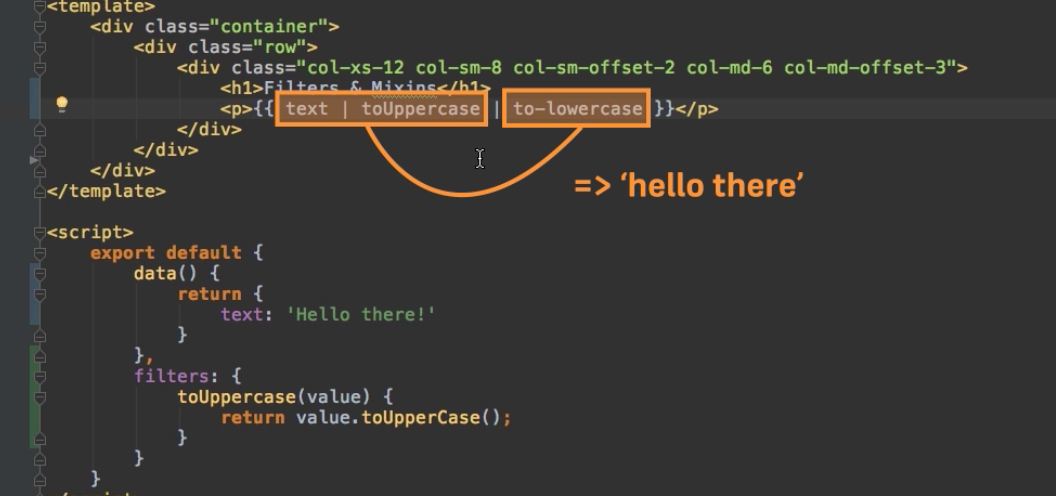 <template>
<div class="container">
<div class="row">
<div class="col-xs-12 col-sm-8 col-sm-offset-2 col-md-6 col-md-offset-3">
<h1>Filters & Mixins</h1>
<p>{{ text | toUppercase | to-lowercase }}</p>
</div>
</div>
</div>
</template>
=> ‘hello there’
<script>
export default {
data() {
return {
text: 'Hello there!'
}
},
filters: {
toUppercase(value) {
return value.toUpperCase();
}
}
}